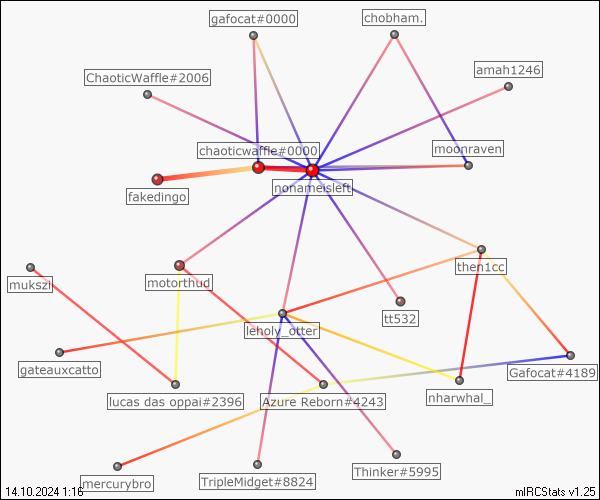 gafocat#0000
chobham.
ChaoticWaffle#2006
amah1246
chaoticwaffle#0000
moonraven
fakedingo
nonameisleft
then1cc
mukszi
motorthud
tt532
leholy_otter
gateauxcatto
Gafocat#4189
lucas das oppai#2396
Azure Reborn#4243
nharwhal_
mercurybro
TripleMidget#8824
Thinker#5995
14.10.2024 1:16
mIRCStats v1.25